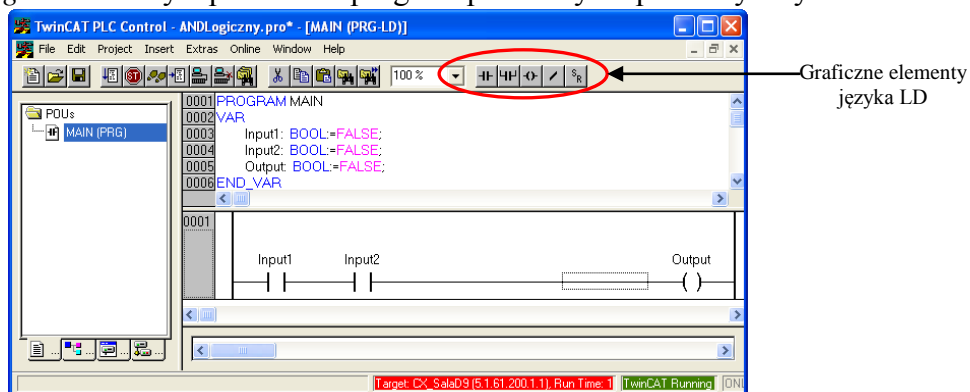 TwinCAT PLC Control - ANDLogiczny.pro* - [MAIN (PRG-LD)]
File Edit Project Insert Extras Online Window Help
100 %
S R
Graficzne elementy
języka LD
POUs
MAIN (PRG)
0001 PROGRAM MAIN
0002 VAR
0003 Input1: BOOL:=FALSE;
0004 Input2: BOOL:=FALSE;
0005 Output: BOOL:=FALSE;
0006 END_VAR
0001
Input1 Input2 Output
Target: CX_SalaD9 (5.1.61.200.1.1), Run Time: 1 TwinCAT Running